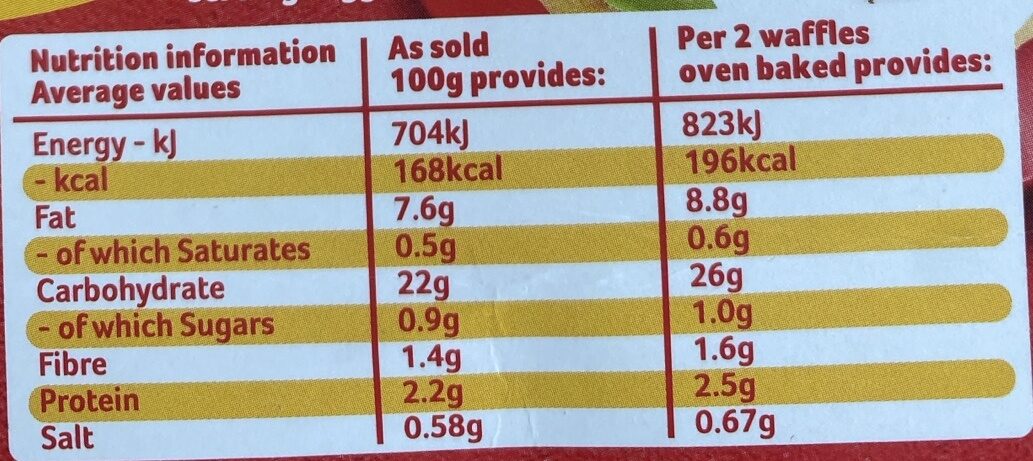 Nutrition information As sold Per 2 waffles
Average values 100g provides: oven baked provides:
Energy - kJ 704kJ 823kJ
- kcal 168kcal 196kcal
Fat 7.6g 8.8g
- of which Saturates 0.5g 0.6g
Carbohydrate 22g 26g
- of which Sugars 0.9g 1.0g
Fibre 1.4g 1.6g
Protein 2.2g 2.5g
Salt 0.58g 0.67g